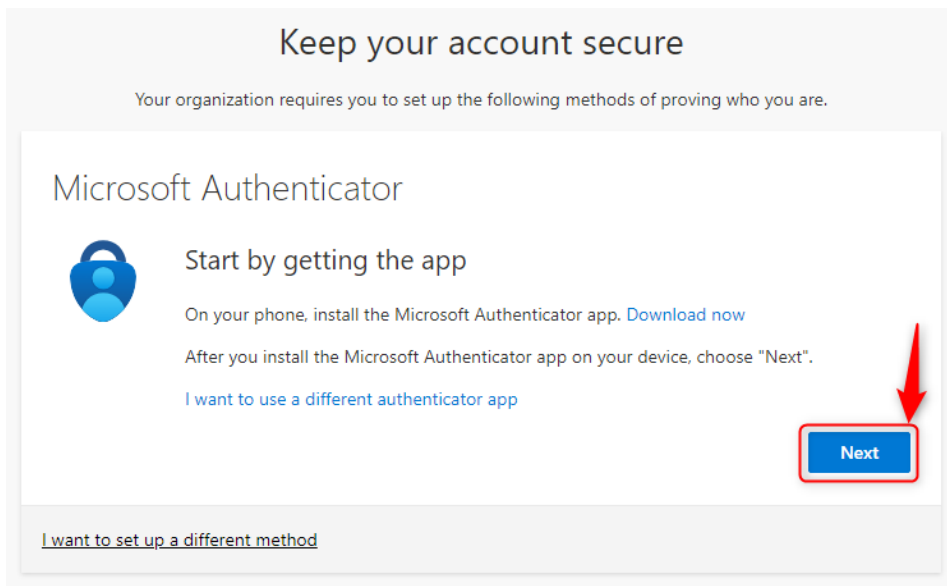 Keep your account secure
Your organization requires you to set up the following methods of proving who you are.
Microsoft Authenticator
Start by getting the app
On your phone, install the Microsoft Authenticator app. Download now
After you install the Microsoft Authenticator app on your device, choose "Next".
I want to use a different authenticator app
Next
I want to set up a different method